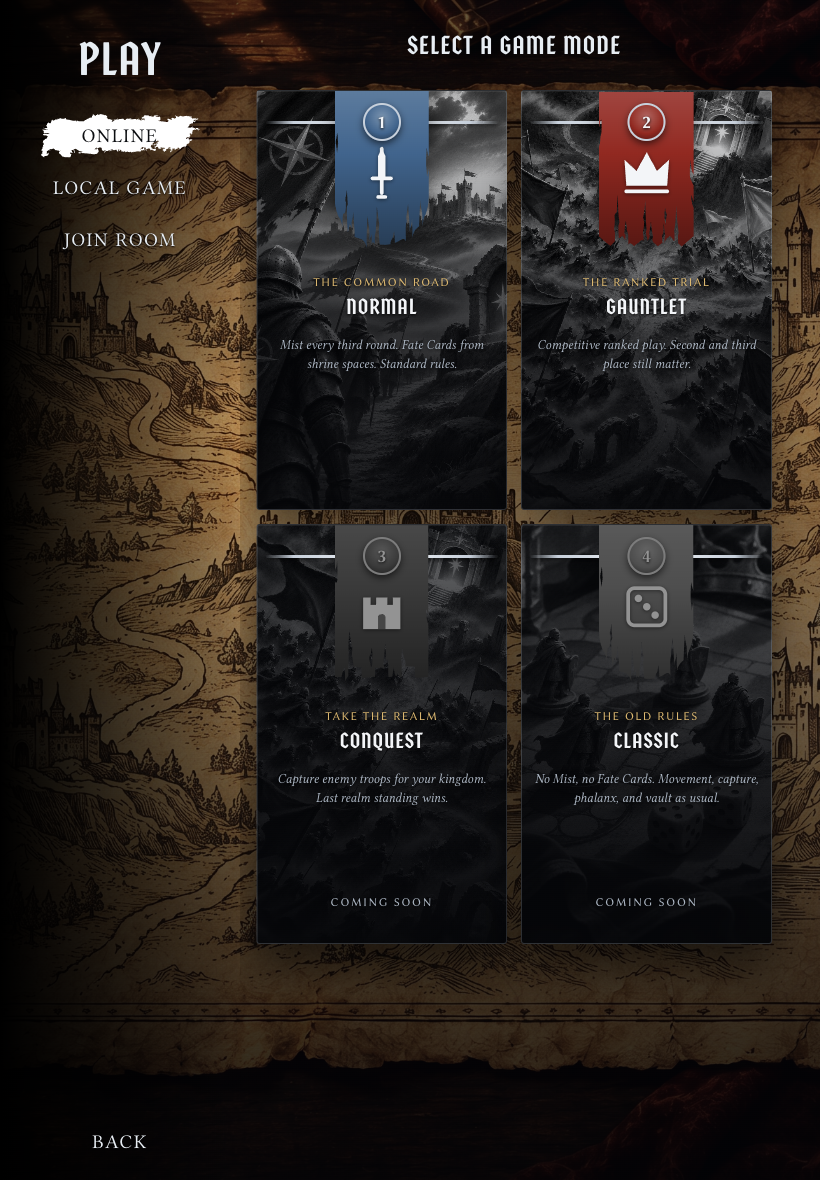 PLAY
SELECT A GAME MODE
ONLINE
LOCAL GAME
JOIN ROOM
1
THE COMMON ROAD
NORMAL
Mist every third round. Fate Cards from
shrine spaces. Standard rules.
2
THE RANKED TRIAL
GAUNTLET
Competitive ranked play. Second and third
place still matter.
3
TAKE THE REALM
CONQUEST
Capture enemy troops for your kingdom.
Last realm standing wins.
COMING SOON
4
THE OLD RULES
CLASSIC
No Mist, no Fate Cards. Movement, capture,
phalanx, and vault as usual.
COMING SOON
BACK